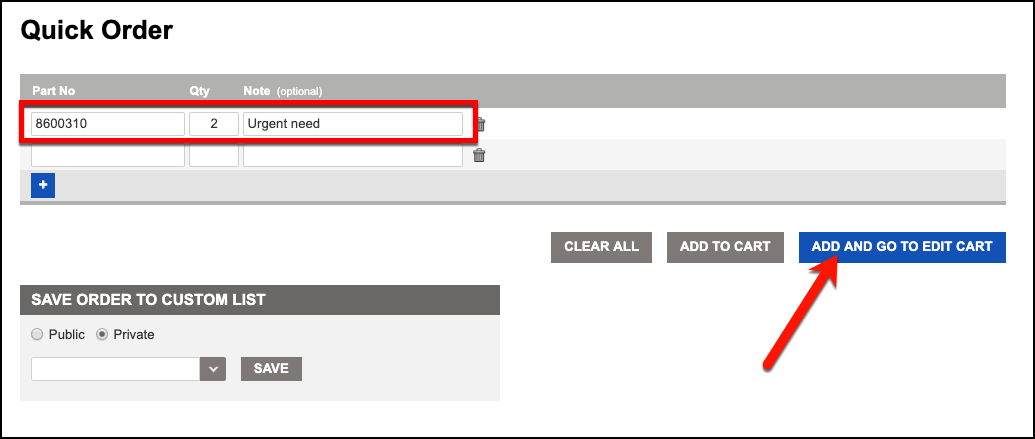 Quick Order
Part No Qty Note (optional)
8600310 2 Urgent need
+
CLEAR ALL ADD TO CART ADD AND GO TO EDIT CART
SAVE ORDER TO CUSTOM LIST
Public Private
SAVE